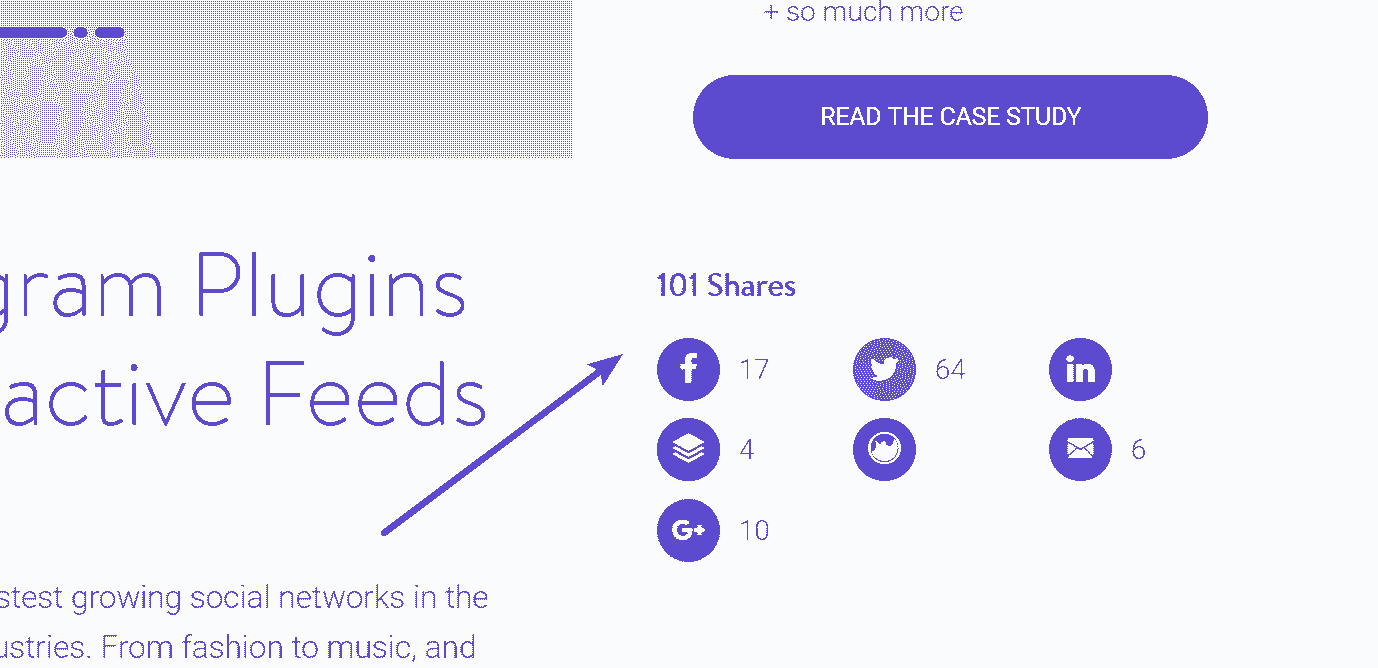 + so much more
READ THE CASE STUDY
gram Plugins
active Feeds
101 Shares
17
64
in
4
6
G+
10
stest growing social networks in the
ustries. From fashion to music, and